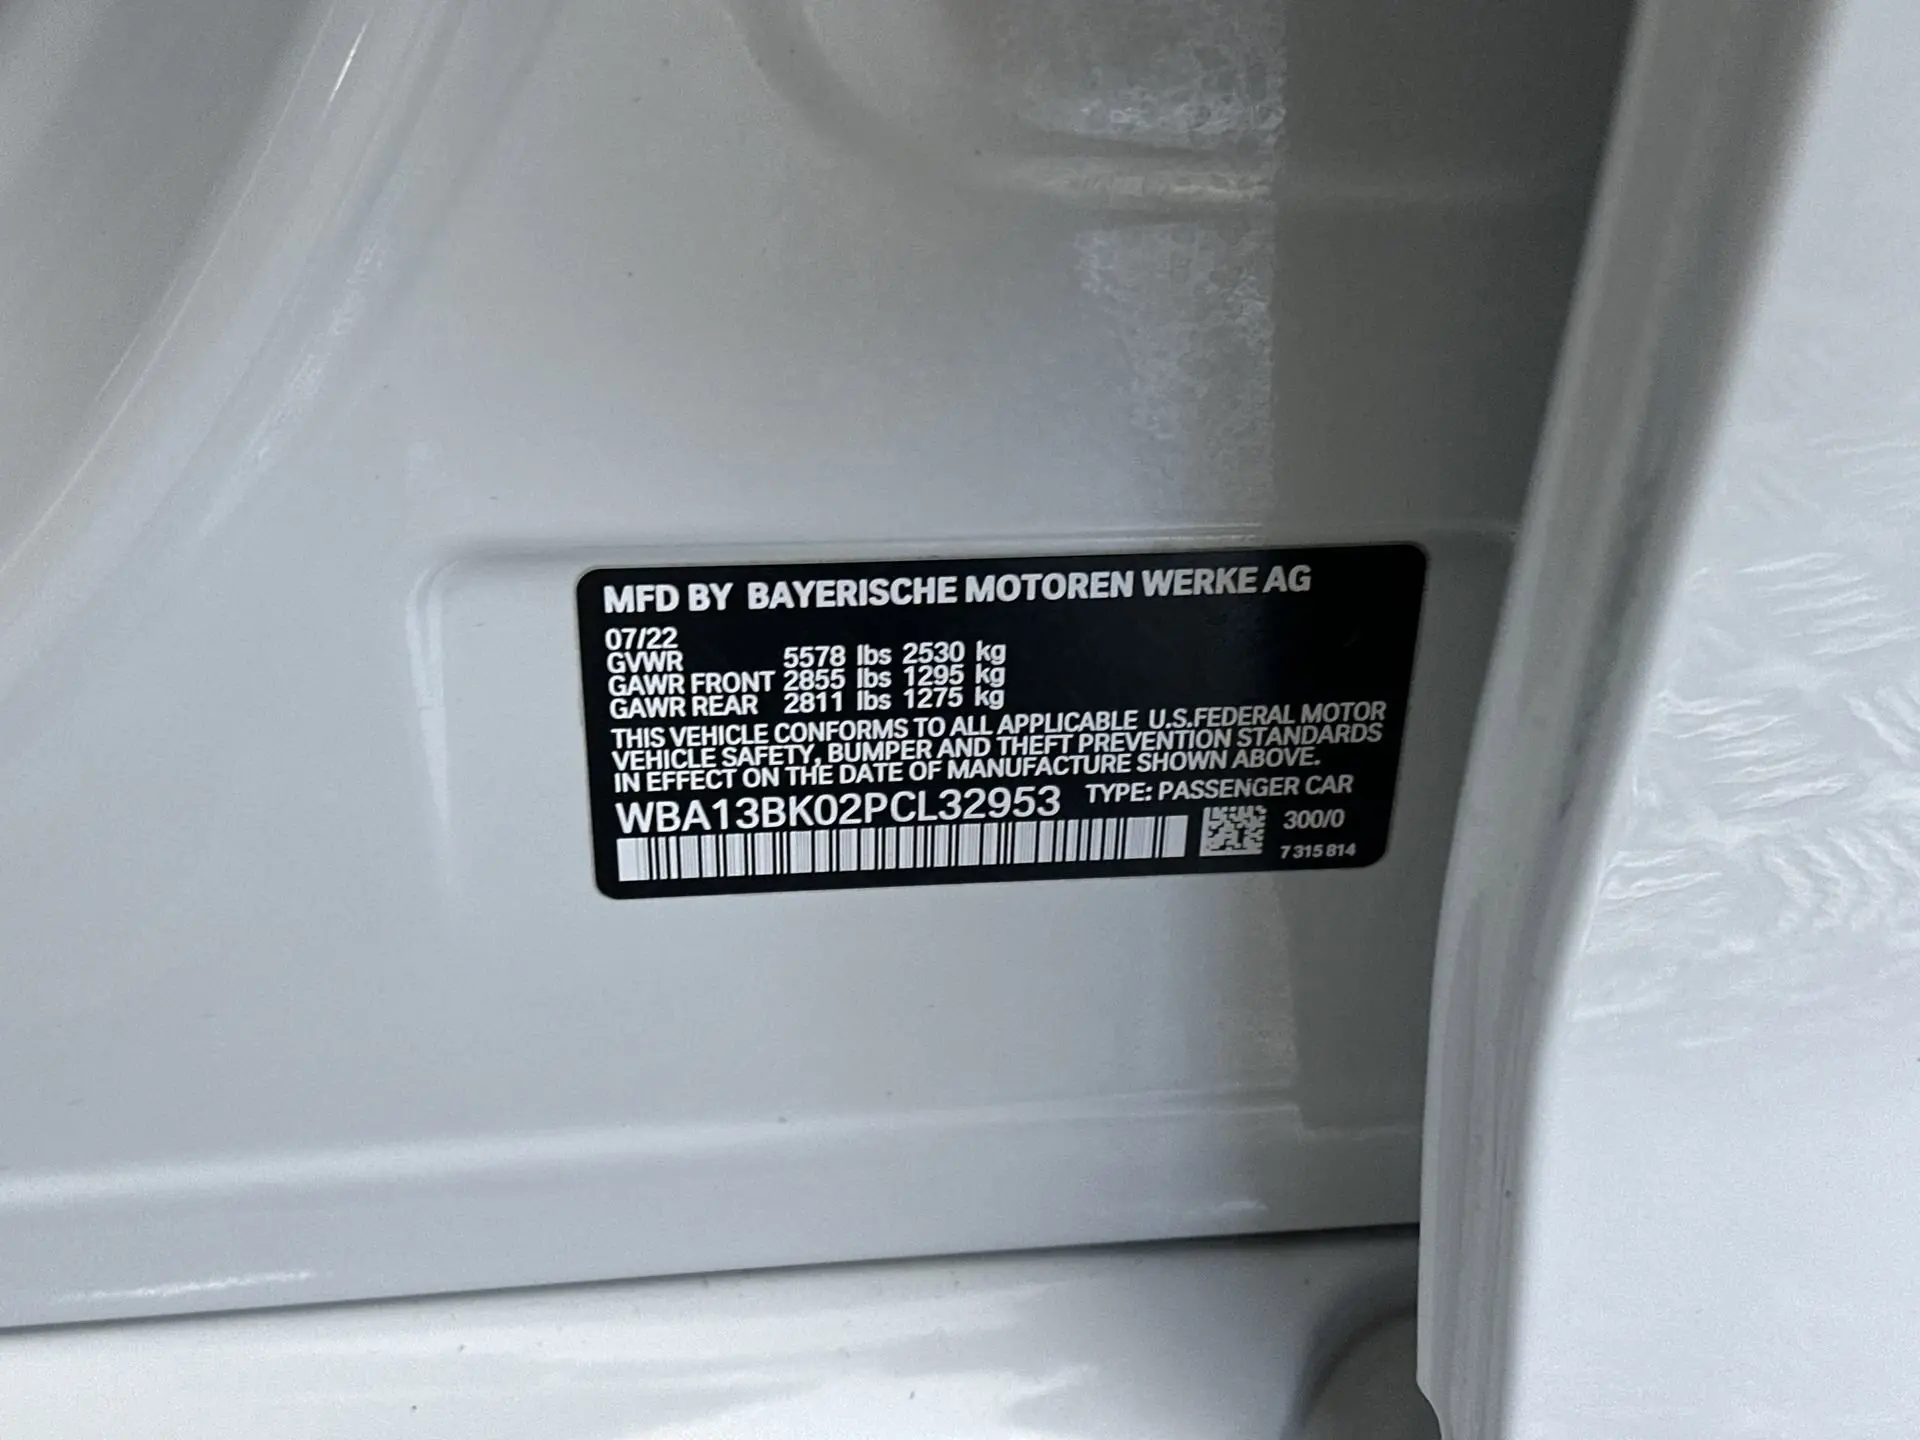 MFD BY BAYERISCHE MOTOREN WERKE AG
07/22
GVWR 5578 lbs 2530 kg
GAWR FRONT 2855 lbs 1295 kg
GAWR REAR 2811 lbs 1275 kg
THIS VEHICLE CONFORMS TO ALL APPLICABLE U.S.FEDERAL MOTOR
VEHICLE SAFETY, BUMPER AND THEFT PREVENTION STANDARDS
IN EFFECT ON THE DATE OF MANUFACTURE SHOWN ABOVE.
WBA13BK02PCL32953 TYPE: PASSENGER CAR
300/0
7 315 814